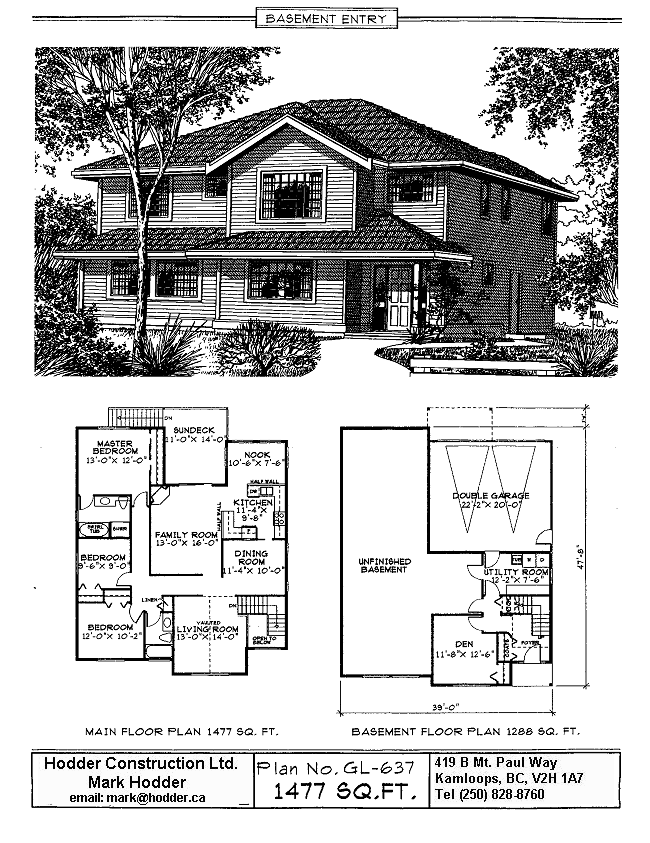 BASEMENT ENTRY
DN
SUNDECK
11'-0"X 14'-0"
MASTER
BEDROOM
13'-0"X 12'-0"
NOOK
10'-6"X 7'-6"
HALF WALL
KITCHEN
11'-4"X
9'-8"
HALF WALL
FAMILY ROOM
13'-0"X 16'-0"
BEDROOM
9'-6"X 9'-0"
DINING
ROOM
11'-4"X 10'-0"
LINEN
DN
BEDROOM
12'-0"X 10'-2"
VAULTED
LIVING ROOM
13'-0"X 14'-0"
OPEN TO
BELOW
MAIN FLOOR PLAN 1477 SQ. FT.
DOUBLE GARAGE
22'-2"X 20'-0"
UNFINISHED
BASEMENT
UTILITY ROOM
12'-2"X 7'-6"
DEN
11'-8"X 12'-6"
FOYER
47'-8"
39'-0"
BASEMENT FLOOR PLAN 1288 SQ. FT.
Hodder Construction Ltd.
Mark Hodder
email: mark@hodder.ca
Plan No. GL-637
1477 SQ.FT.
419 B Mt. Paul Way
Kamloops, BC, V2H 1A7
Tel (250) 828-8760